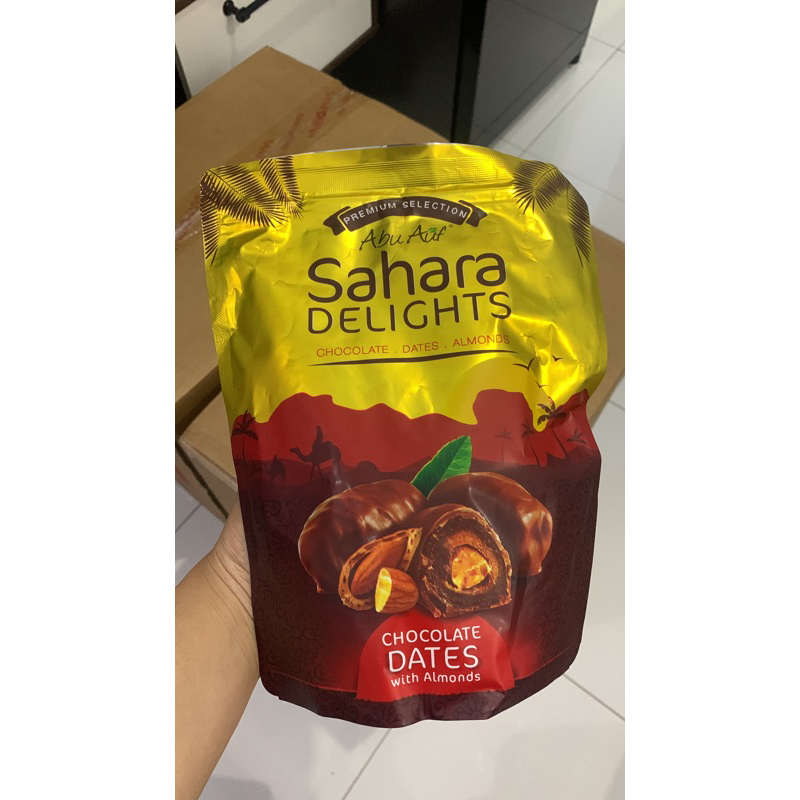 PREMIUM SELECTION
Abu Auf
Sahara
DELIGHTS
CHOCOLATE . DATES . ALMONDS
CHOCOLATE
DATES
with Almonds